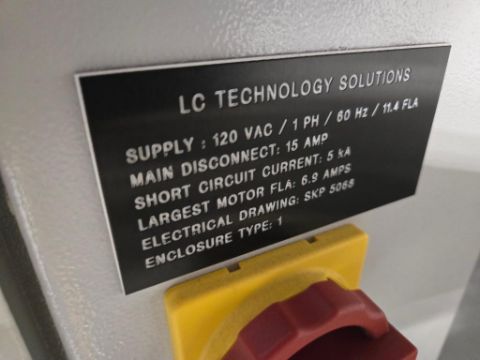 LC TECHNOLOGY SOLUTIONS
SUPPLY : 120 VAC / 1 PH / 60 Hz / 11.4 FLA
MAIN DISCONNECT: 15 AMP
SHORT CIRCUIT CURRENT: 5 kA
LARGEST MOTOR FLA: 6.9 AMPS
ELECTRICAL DRAWING: SKP 5068
ENCLOSURE TYPE: 1